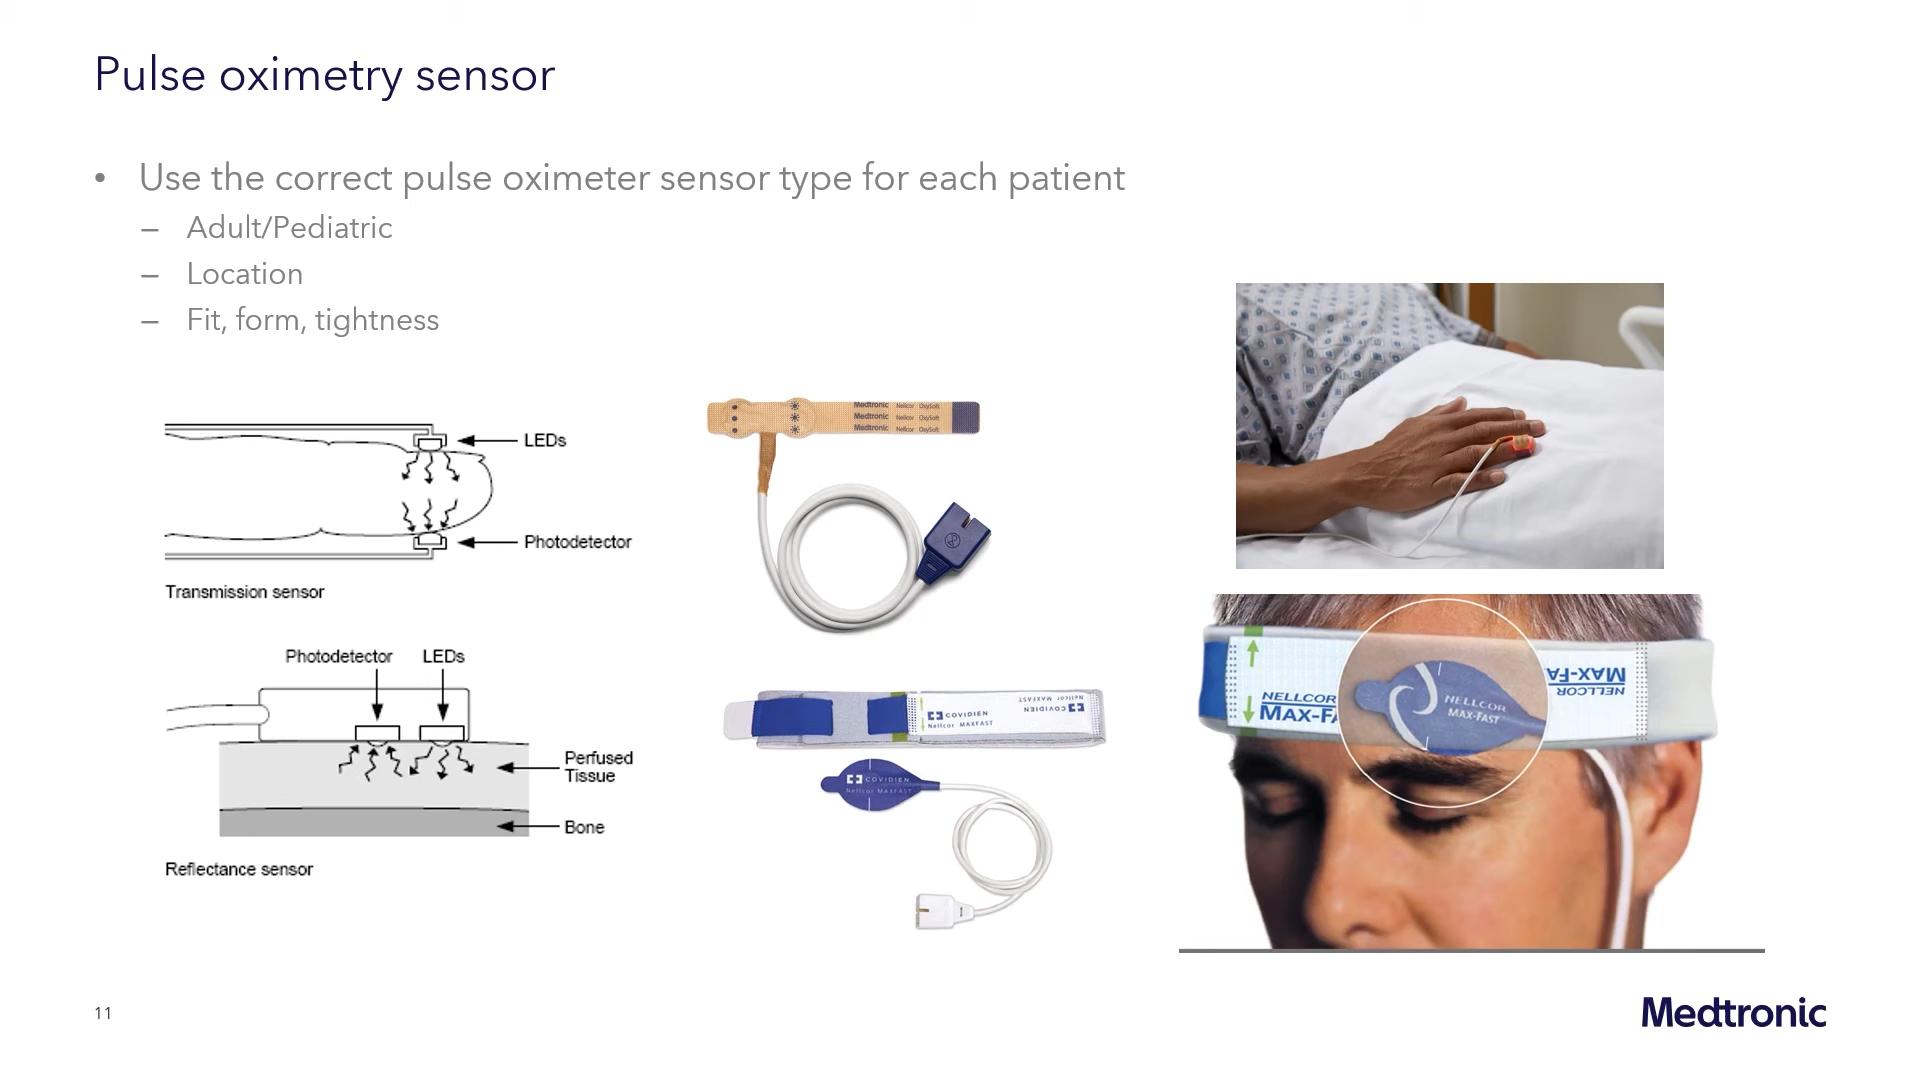 Pulse oximetry sensor
• Use the correct pulse oximeter sensor type for each patient
– Adult/Pediatric
– Location
– Fit, form, tightness
LEDs
Photodetector
Transmission sensor
Photodetector LEDs
Perfused
Tissue
Bone
Reflectance sensor
Medtronic Nellcor OxySoft
Medtronic Nellcor OxySoft
Medtronic Nellcor OxySoft
COVIDIEN
Nellcor MAXFAST
COVIDIEN
Nellcor MAXFAST
COVIDIEN
Nellcor MAXFAST
NELLCOR
MAX-FA
NELLCOR
MAX-FAST
NELLCOR
MAX-FA
11
Medtronic